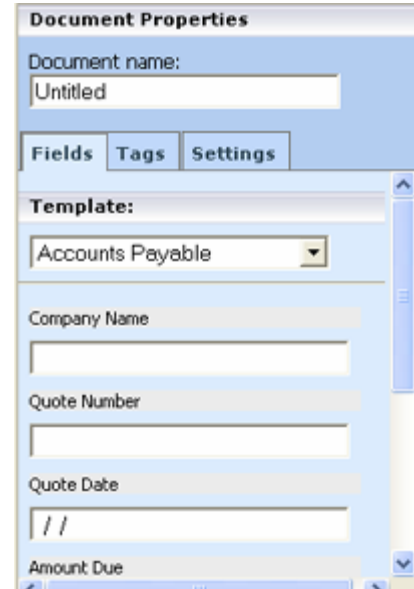 Document Properties
Document name:
Untitled
Fields Tags Settings
Template:
Accounts Payable
Company Name
Quote Number
Quote Date
/ /
Amount Due